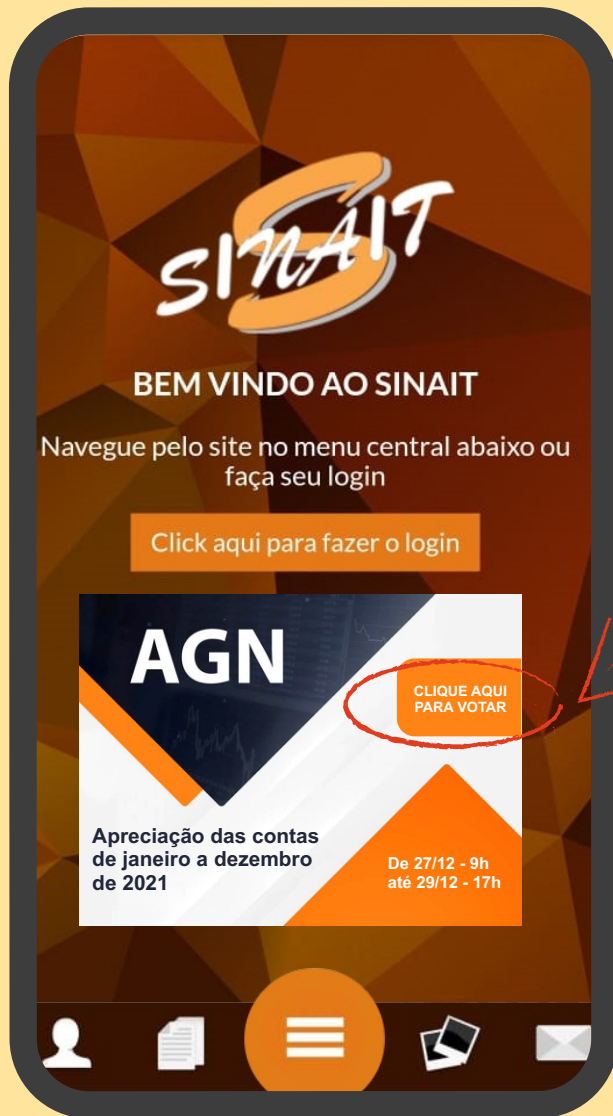 SINAIT
BEM VINDO AO SINAIT
Navegue pelo site no menu central abaixo ou
faça seu login
Click aqui para fazer o login
AGN
CLIQUE AQUI
PARA VOTAR
Apreciação das contas
de janeiro a dezembro
de 2021
De 27/12 - 9h
até 29/12 - 17h